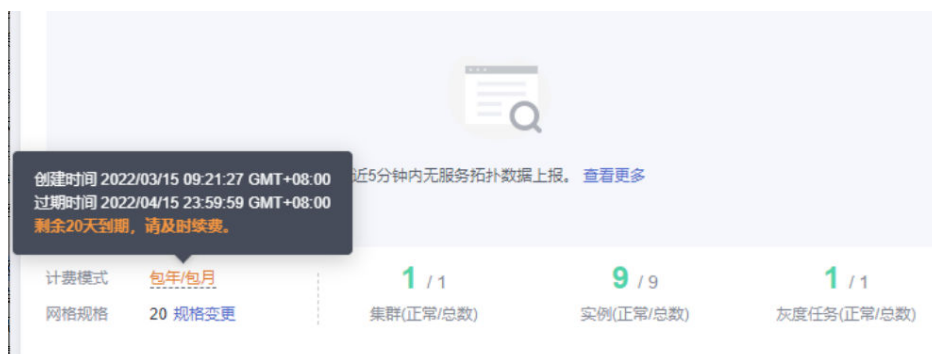 近5分钟内无服务拓扑数据上报。 查看更多
创建时间 2022/03/15 09:21:27 GMT+08:00
过期时间 2022/04/15 23:59:59 GMT+08:00
剩余20天到期，请及时续费。
计费模式 包年/包月
网格规格 20 规格变更
1 / 1
集群(正常/总数)
9 / 9
实例(正常/总数)
1 / 1
灰度任务(正常/总数)